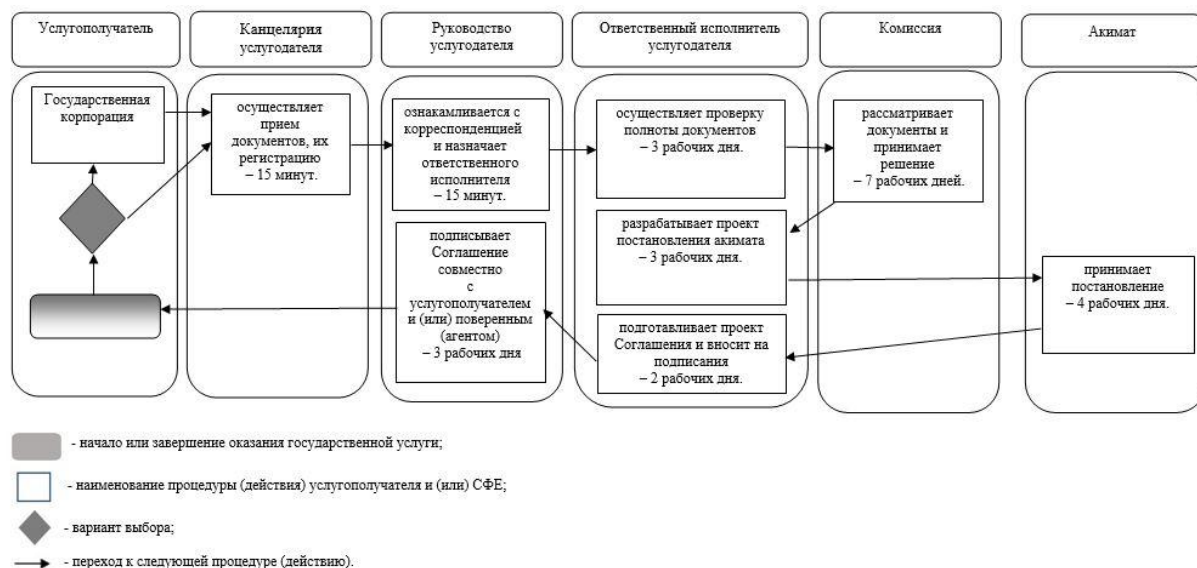 Услугополучатель
Канцелярия
услугодателя
Руководство
услугодателя
Ответственный исполнитель
услугодателя
Комиссия
Акимат
Государственная
корпорация
осуществляет
прием
документов, их
регистрацию
– 15 минут.
ознакамливается с
корреспонденцией
и назначает
ответственного
исполнителя
– 15 минут.
осуществляет проверку
полноты документов
– 3 рабочих дня.
рассматривает
документы и
принимает
решение
– 7 рабочих дней.
разрабатывает проект
постановления акимата
– 3 рабочих дня.
принимает
постановление
– 4 рабочих дня.
подготавливает проект
Соглашения и вносит на
подписания
– 2 рабочих дня.
подписывает
Соглашение
совместно
с
услугополучателем
и (или) поверенным
(агентом)
– 3 рабочих дня
- начало или завершение оказания государственной услуги;
- наименование процедуры (действия) услугополучателя и (или) СФЕ;
- вариант выбора;
- переход к следующей процедуре (действию).